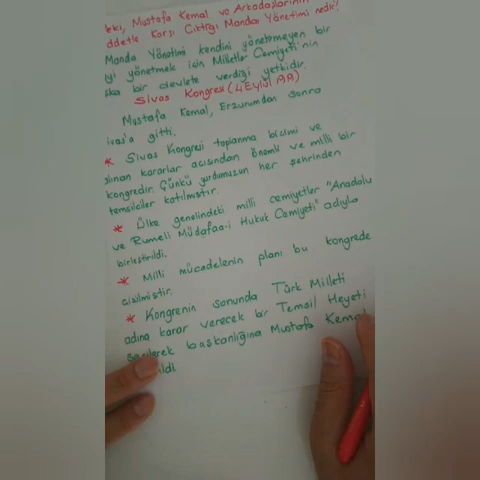 Mustafa Kemal ve Arkadaşlarının
ddetle Karşı Çıktığı Manda Yönetimi nedir?
Manda Yönetimi kendini yönetemeyen bir
iyi yönetmek için Milletler Cemiyeti'nin
ska bir devlete verdiği yetkidir.
Sivas Kongresi (4 Eylül
Mustafa Kemal, Erzurumdan sonra
ivas'a gitti.
* Sivas Kongresi toplanma biçimi ve
alınan kararlar açısından önemli ve milli bir
kongredir. Çünkü yurdumuzun her şehrinden
temsilciler katılmıştır.
* Ülke genelindeki milli cemiyetler "Anadolu
ve Rumeli Müdafaa-i Hukuk Cemiyeti" adıyla
birleştirildi.
* Milli mücadelenin planı bu kongrede
çizilmiştir.
* Kongrenin sonunda Türk Milleti
adına karar verecek bir Temsil Heyeti
seçilerek başkanlığına Mustafa Kemal
ildi.